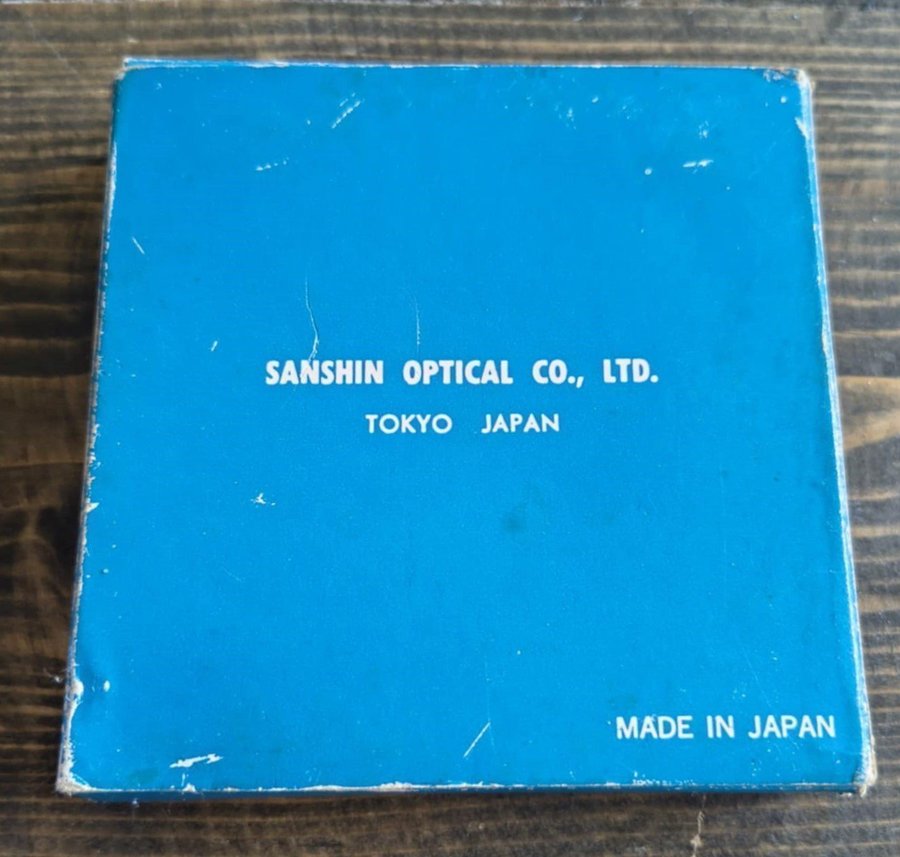 SANSHIN OPTICAL CO., LTD.
TOKYO JAPAN
MADE IN JAPAN